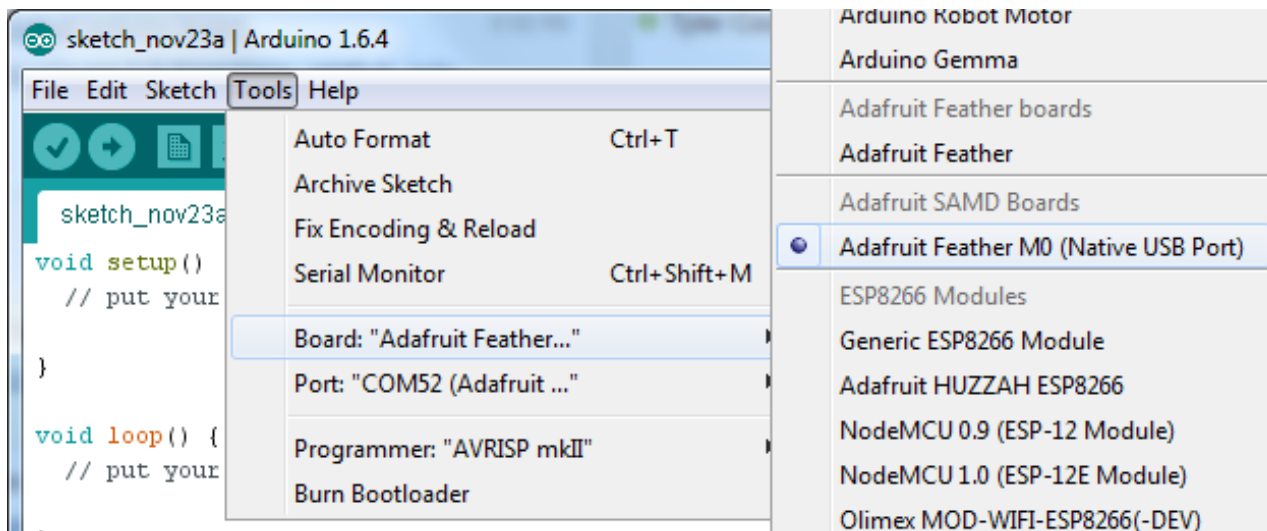 sketch_nov23a | Arduino 1.6.4
File Edit Sketch Tools Help
sketch_nov23a
void setup()
// put your
}
void loop() {
// put your
Auto Format Ctrl+T
Archive Sketch
Fix Encoding & Reload
Serial Monitor Ctrl+Shift+M
Board: "Adafruit Feather..."
Port: "COM52 (Adafruit ..."
Programmer: "AVRISP mkII"
Burn Bootloader
Arduino Robot Motor
Arduino Gemma
Adafruit Feather boards
Adafruit Feather
Adafruit SAMD Boards
Adafruit Feather M0 (Native USB Port)
ESP8266 Modules
Generic ESP8266 Module
Adafruit HUZZAH ESP8266
NodeMCU 0.9 (ESP-12 Module)
NodeMCU 1.0 (ESP-12E Module)
Olimex MOD-WIFI-ESP8266(-DEV)